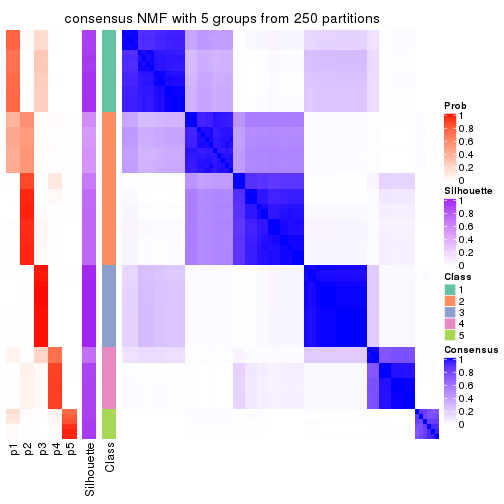 consensus NMF with 5 groups from 250 partitions
Prob
1
0.8
0.6
0.4
0.2
0
Silhouette
1
0.8
0.6
0.4
0.2
0
Class
1
2
3
4
5
Consensus
1
0.8
0.6
0.4
0.2
0
p1
p2
p3
p4
p5
Silhouette
Class